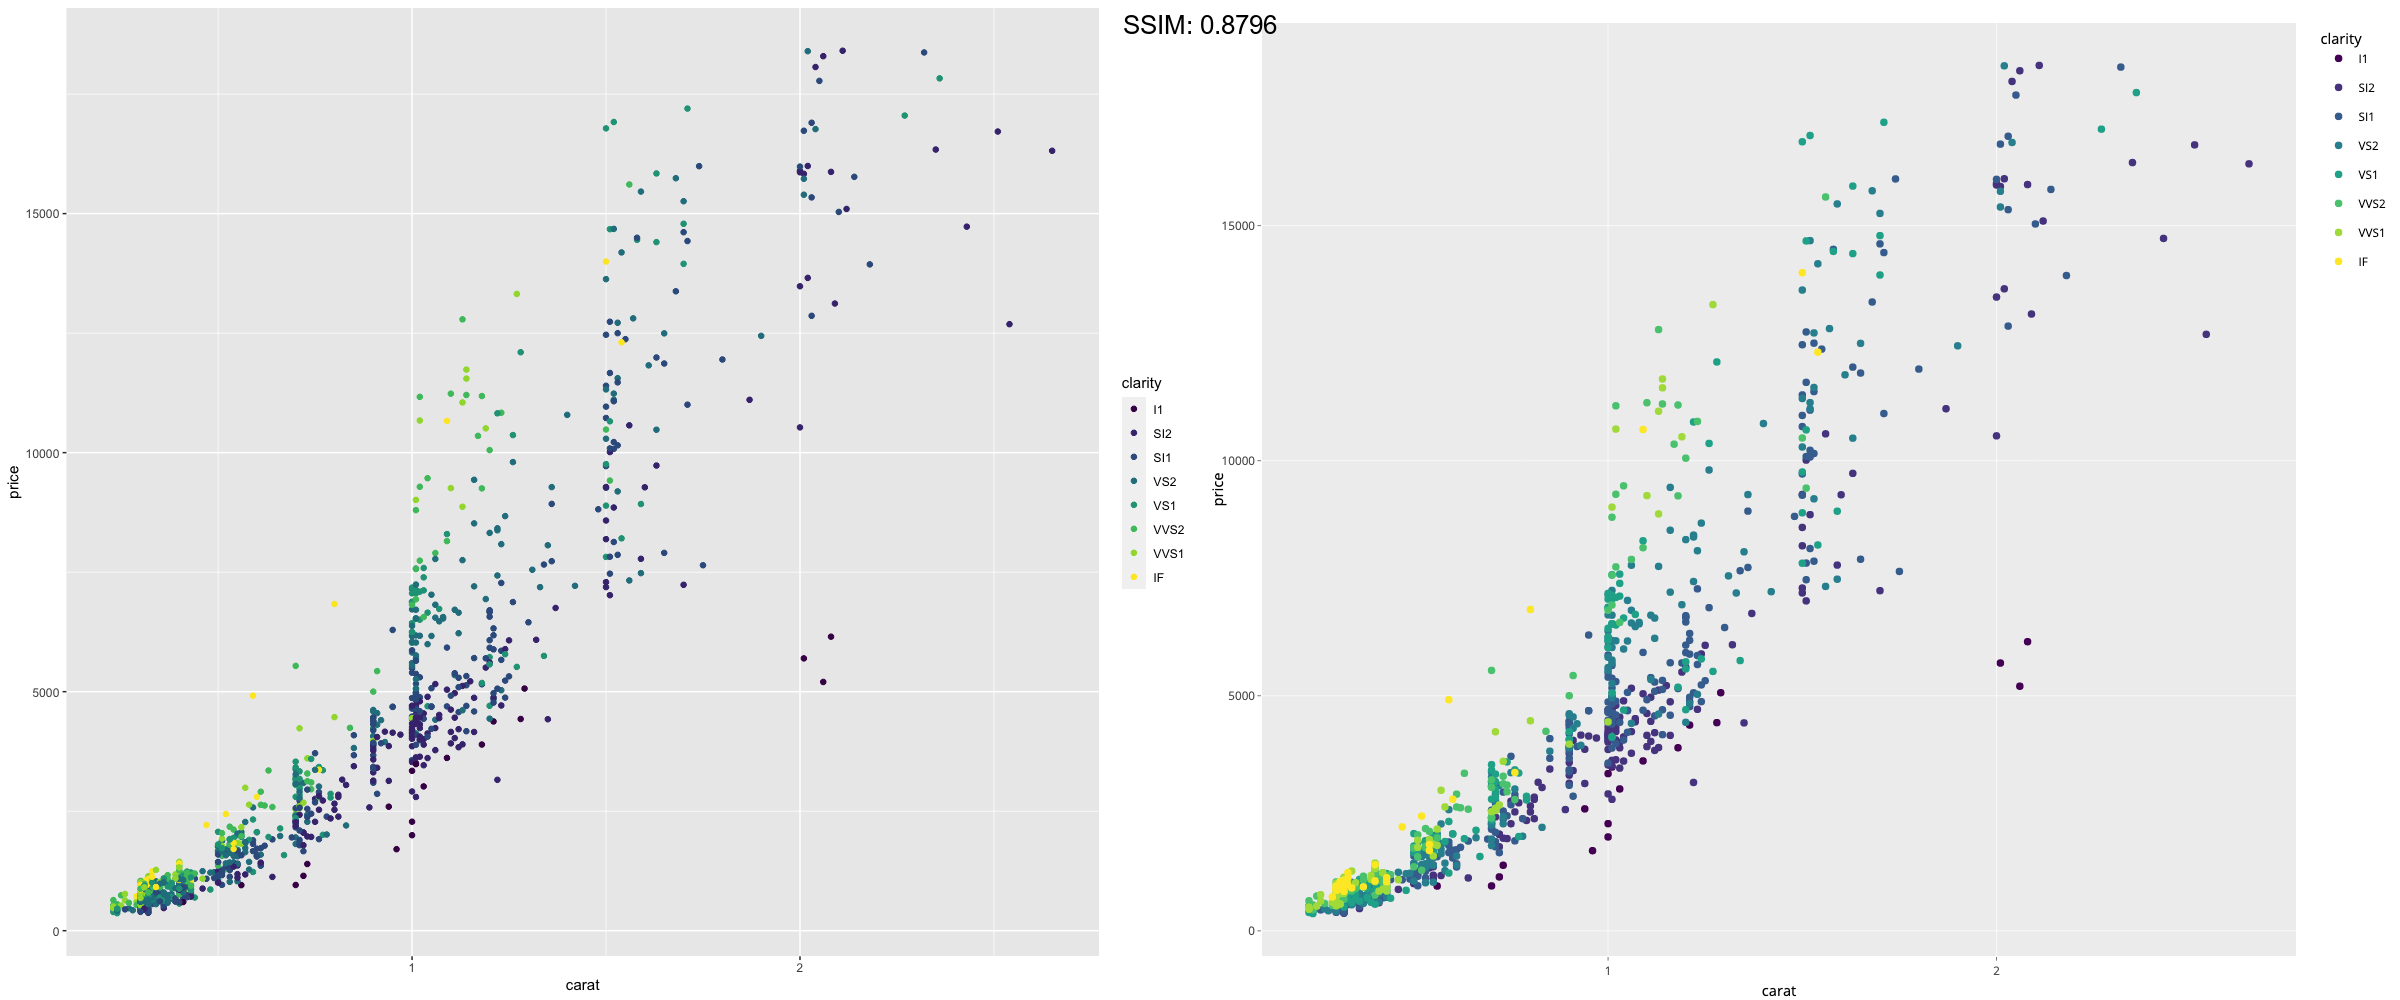 SSIM: 0.8796
price
15000
10000
5000
0
1
2
carat
clarity
I1
SI2
SI1
VS2
VS1
VVS2
VVS1
IF
price
15000
10000
5000
0
1
2
carat
clarity
I1
SI2
SI1
VS2
VS1
VVS2
VVS1
IF